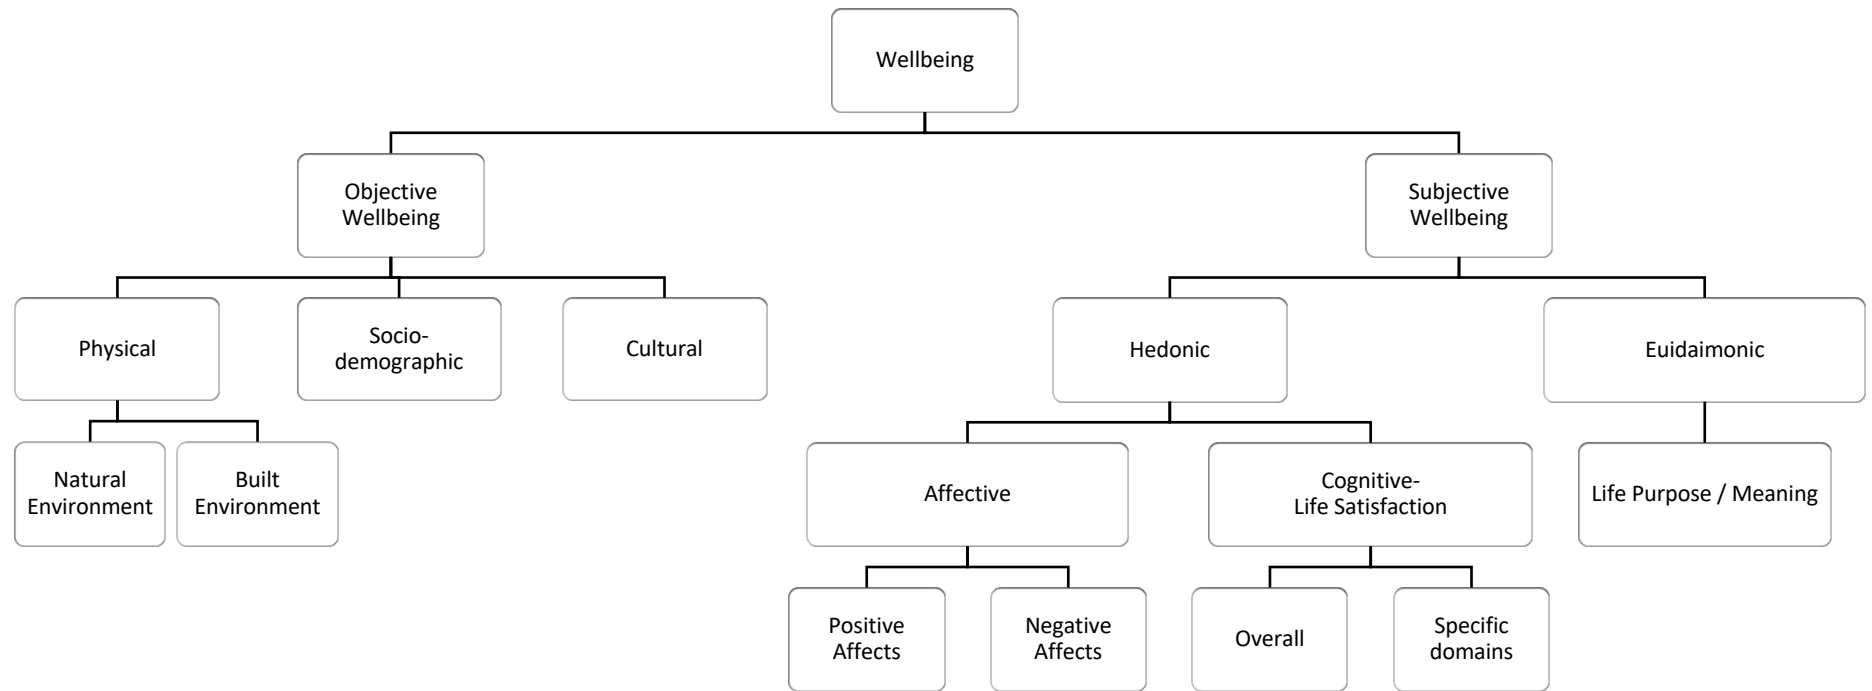 Wellbeing
Objective
Wellbeing
Subjective
Wellbeing
Physical
Socio-
demographic
Cultural
Hedonic
Euidaimonic
Natural
Environment
Built
Environment
Affective
Cognitive-
Life Satisfaction
Life Purpose / Meaning
Positive
Affects
Negative
Affects
Overall
Specific
domains